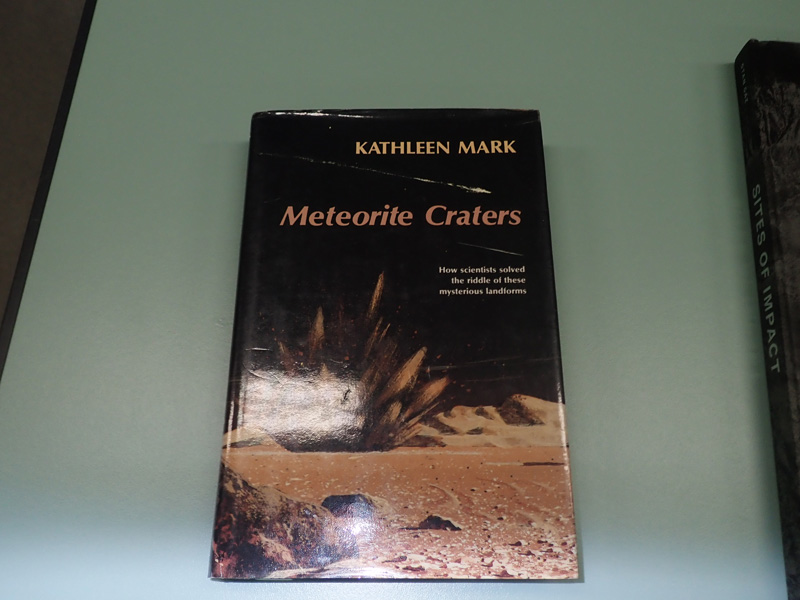 KATHLEEN MARK
Meteorite Craters
How scientists solved
the riddle of these
mysterious landforms
SITES OF IMPACT